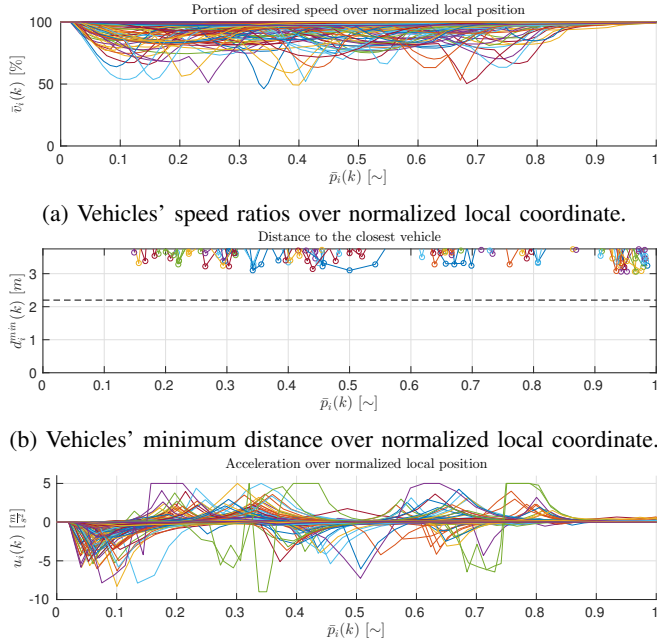 Portion of desired speed over normalized local position
100
50
0
v̄ᵢ(k) [%]
0 0.1 0.2 0.3 0.4 0.5 0.6 0.7 0.8 0.9 1
p̄ᵢ(k) [~]
(a) Vehicles' speed ratios over normalized local coordinate.
Distance to the closest vehicle
3
2
1
0
dᵢᵐⁱⁿ(k) [m]
0 0.1 0.2 0.3 0.4 0.5 0.6 0.7 0.8 0.9 1
p̄ᵢ(k) [~]
(b) Vehicles' minimum distance over normalized local coordinate.
Acceleration over normalized local position
5
0
-5
-10
uᵢ(k) [m/s²]
0 0.1 0.2 0.3 0.4 0.5 0.6 0.7 0.8 0.9 1
p̄ᵢ(k) [~]